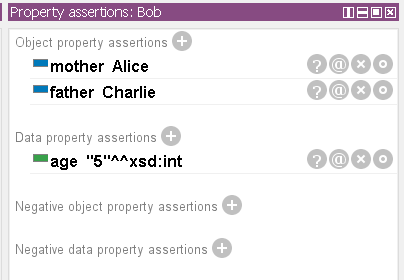 Property assertions: Bob
Object property assertions
mother Alice
father Charlie
Data property assertions
age "5"^^xsd:int
Negative object property assertions
Negative data property assertions